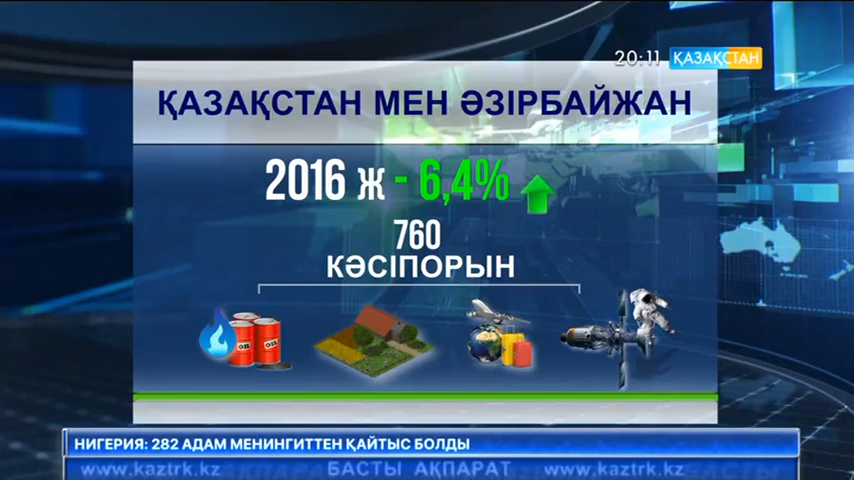 20:11 ҚАЗАҚСТАН
ҚАЗАҚСТАН МЕН ӘЗІРБАЙЖАН
2016 ж - 6,4%
760
КӘСІПОРЫН
OIL OIL
НИГЕРИЯ: 282 АДАМ МЕНИНГИТТЕН ҚАЙТЫС БОЛДЫ
www.kaztrk.kz БАСТЫ АҚПАРАТ www.kaztrk.kz